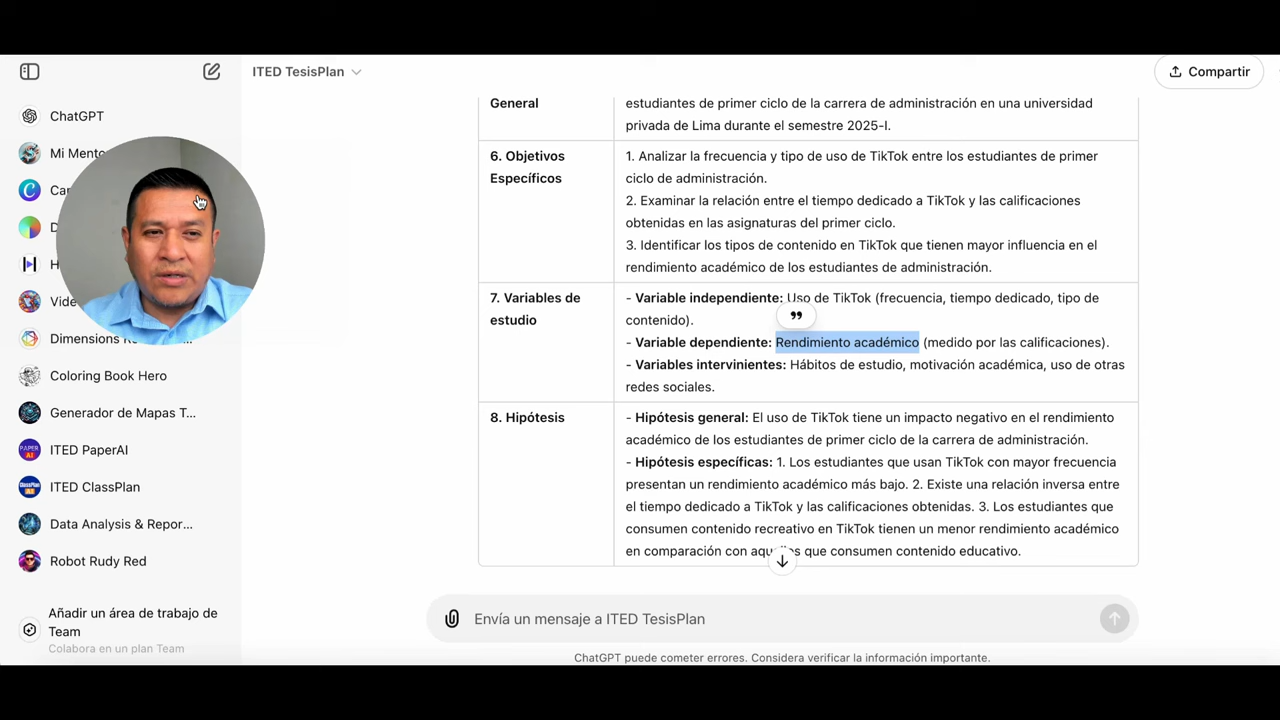 ITED TesisPlan
Compartir
ChatGPT
Mi Mento
Coloring Book Hero
Generador de Mapas T...
ITED PaperAI
ITED ClassPlan
Data Analysis & Repor...
Robot Rudy Red
Añadir un área de trabajo de
Team
Colabora en un plan Team
General
estudiantes de primer ciclo de la carrera de administración en una universidad
privada de Lima durante el semestre 2025-I.
6. Objetivos
Específicos
1. Analizar la frecuencia y tipo de uso de TikTok entre los estudiantes de primer
ciclo de administración.
2. Examinar la relación entre el tiempo dedicado a TikTok y las calificaciones
obtenidas en las asignaturas del primer ciclo.
3. Identificar los tipos de contenido en TikTok que tienen mayor influencia en el
rendimiento académico de los estudiantes de administración.
7. Variables de
estudio
- Variable independiente: Uso de TikTok (frecuencia, tiempo dedicado, tipo de
contenido).
- Variable dependiente: Rendimiento académico (medido por las calificaciones).
- Variables intervinientes: Hábitos de estudio, motivación académica, uso de otras
redes sociales.
8. Hipótesis
- Hipótesis general: El uso de TikTok tiene un impacto negativo en el rendimiento
académico de los estudiantes de primer ciclo de la carrera de administración.
- Hipótesis específicas: 1. Los estudiantes que usan TikTok con mayor frecuencia
presentan un rendimiento académico más bajo. 2. Existe una relación inversa entre
el tiempo dedicado a TikTok y las calificaciones obtenidas. 3. Los estudiantes que
consumen contenido recreativo en TikTok tienen un menor rendimiento académico
en comparación con que consumen contenido educativo.
Envía un mensaje a ITED TesisPlan
ChatGPT puede cometer errores. Considera verificar la información importante.